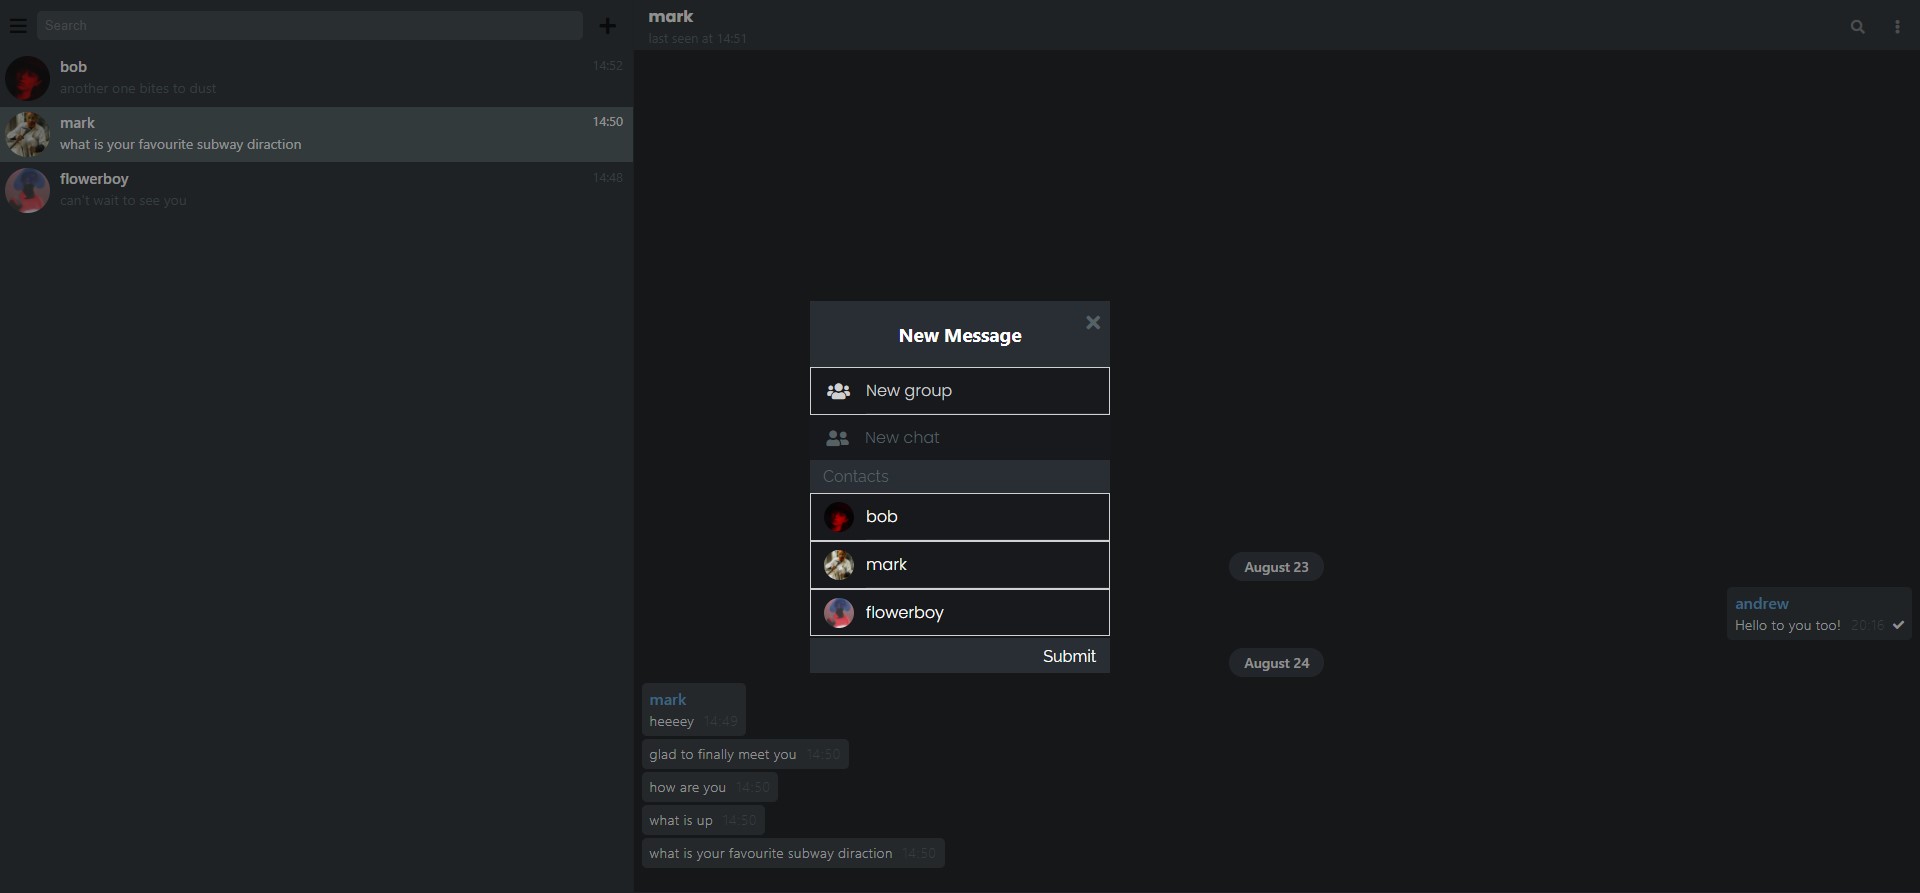 Search
bob
14:52
another one bites to dust
mark
14:50
what is your favourite subway diraction
flowerboy
14:48
can't wait to see you
mark
last seen at 14:51
New Message
New group
New chat
Contacts
bob
mark
flowerboy
Submit
August 23
andrew
Hello to you too! 20:16
August 24
mark
heeeey 14:49
glad to finally meet you 14:50
how are you 14:50
what is up 14:50
what is your favourite subway diraction 14:50